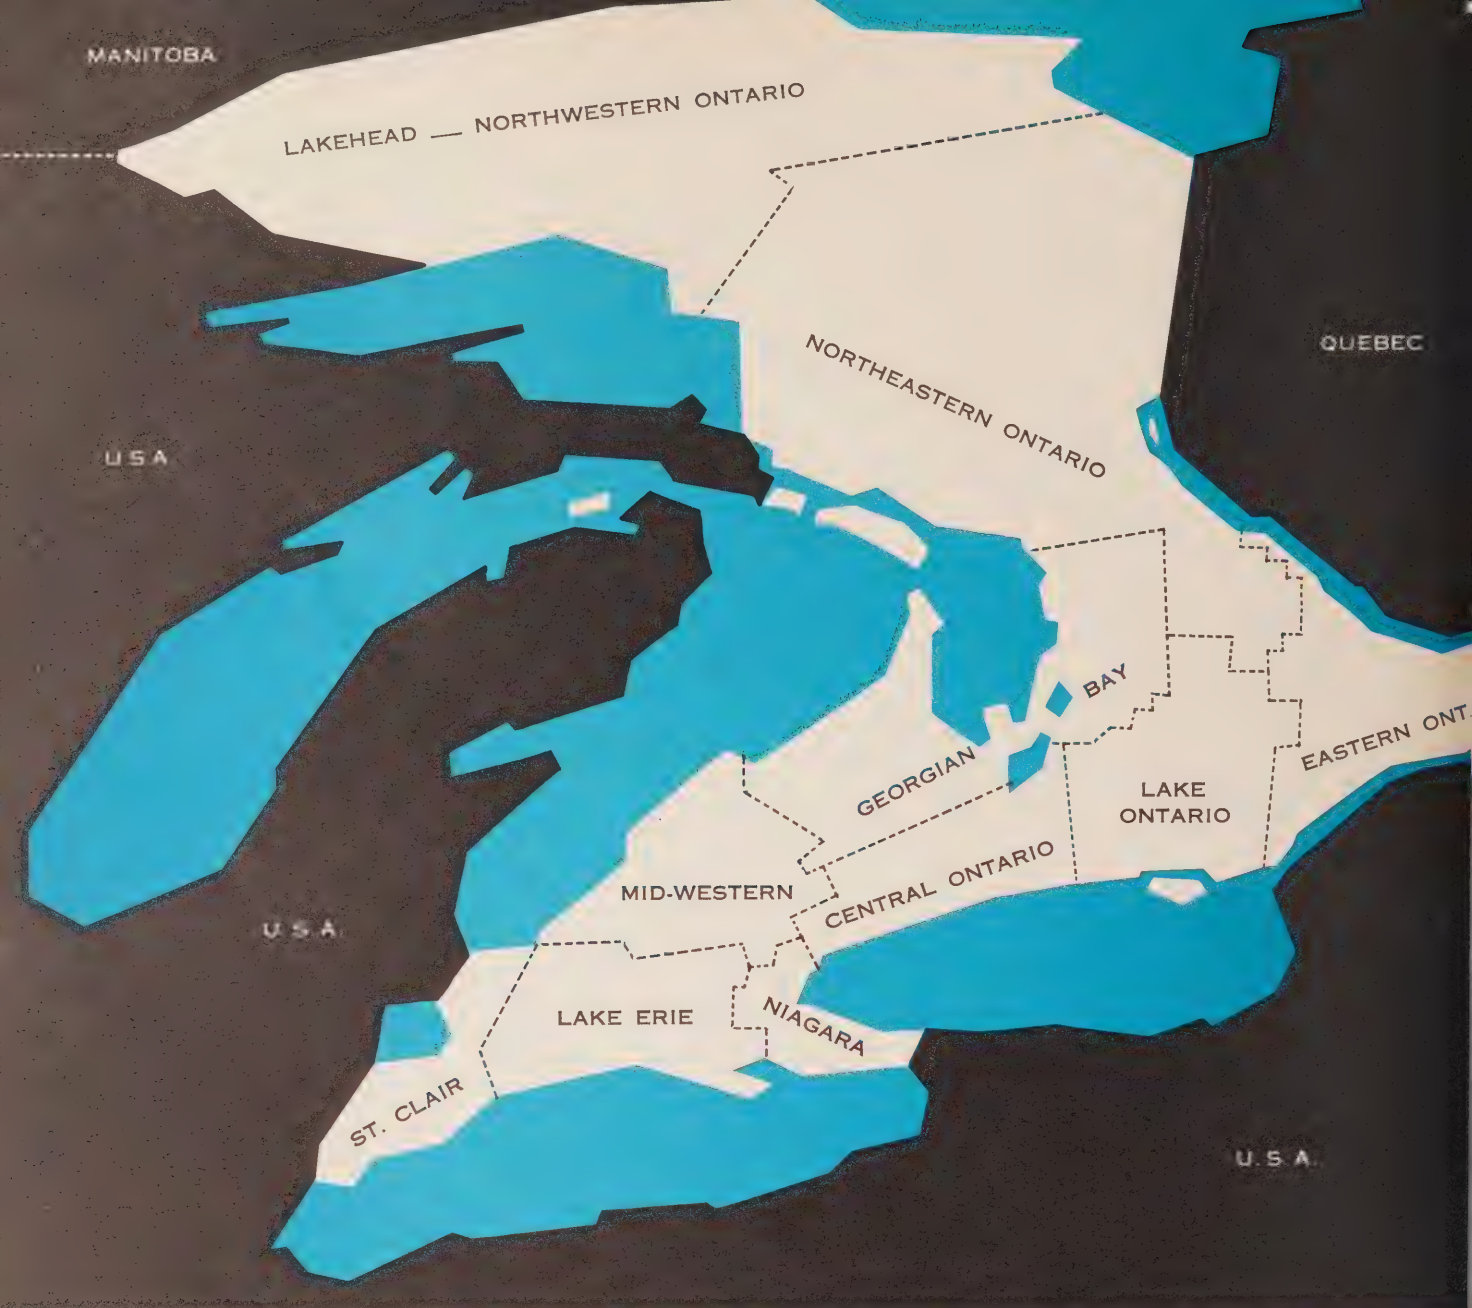 MANITOBA
LAKEHEAD — NORTHWESTERN ONTARIO
QUEBEC
NORTHEASTERN ONTARIO
USA
BAY
GEORGIAN
EASTERN ONT.
LAKE
ONTARIO
CENTRAL ONTARIO
MID-WESTERN
U.S.A.
LAKE ERIE
NIAGARA
ST. CLAIR
U.S.A.